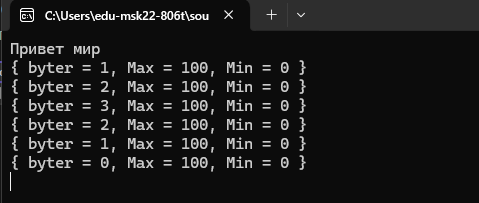 C:\Users\edu-msk22-806t\sou
Привет мир
{ byter = 1, Max = 100, Min = 0 }
{ byter = 2, Max = 100, Min = 0 }
{ byter = 3, Max = 100, Min = 0 }
{ byter = 2, Max = 100, Min = 0 }
{ byter = 1, Max = 100, Min = 0 }
{ byter = 0, Max = 100, Min = 0 }